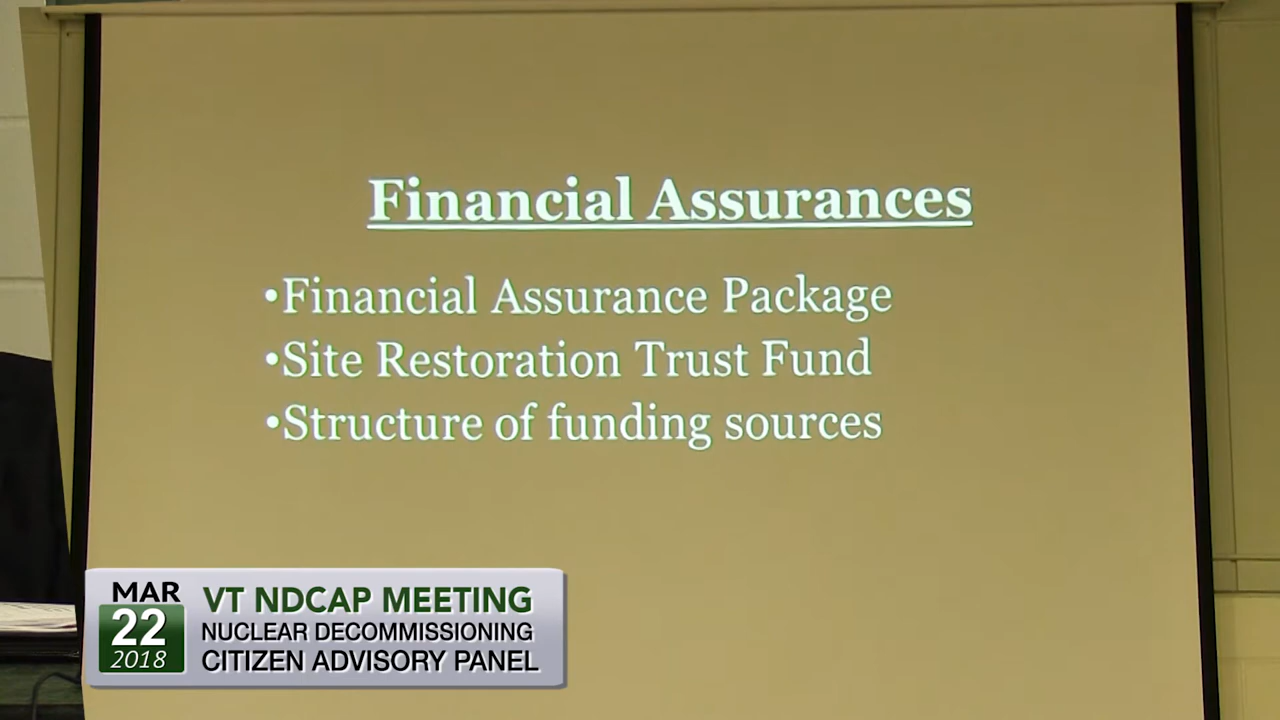 Financial Assurances
•Financial Assurance Package
•Site Restoration Trust Fund
•Structure of funding sources
MAR
22
2018
VT NDCAP MEETING
NUCLEAR DECOMMISSIONING
CITIZEN ADVISORY PANEL